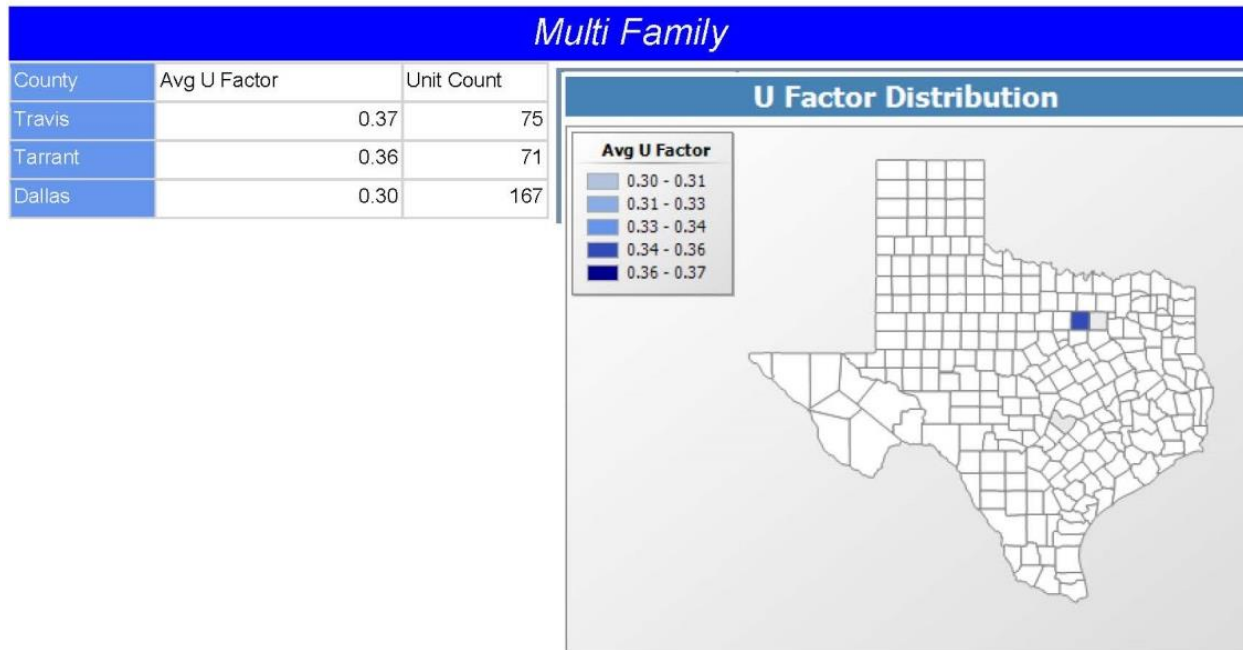 Multi Family
County Avg U Factor Unit Count
Travis 0.37 75
Tarrant 0.36 71
Dallas 0.30 167
U Factor Distribution
Avg U Factor
0.30 - 0.31
0.31 - 0.33
0.33 - 0.34
0.34 - 0.36
0.36 - 0.37